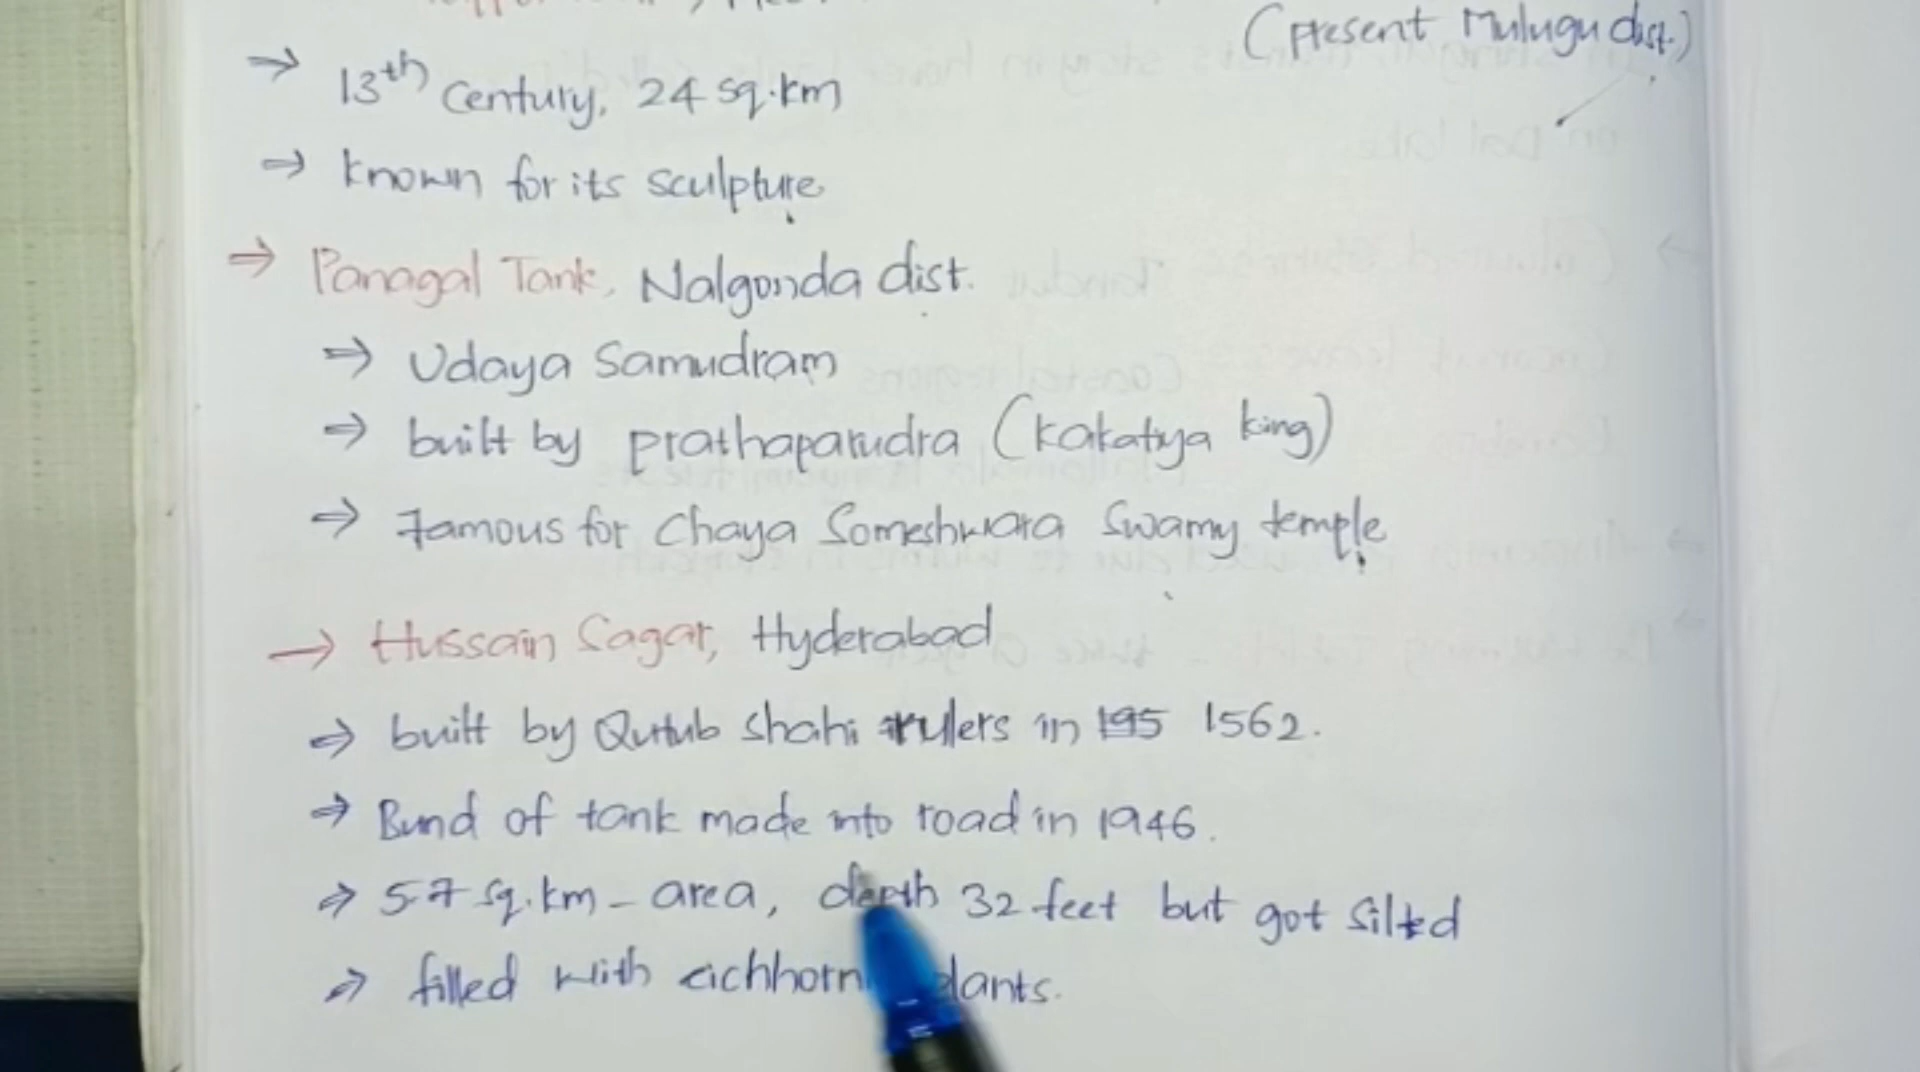 (present Mulugu dist.)
→ 13th Century, 24 sq.km
→ known for its sculpture
→ Panagal Tank, Nalgonda dist.
→ Udaya Samudram
→ built by prathaparudra (kakatiya king)
→ Famous for Chaya Someshwara Swamy temple
→ Hussain Sagar, Hyderabad
→ built by Qutub shahi rulers in 195 1562.
→ Bund of tank made into road in 1946.
→ 5.7 sq.km - area, depth 32 feet but got silted
→ filled with